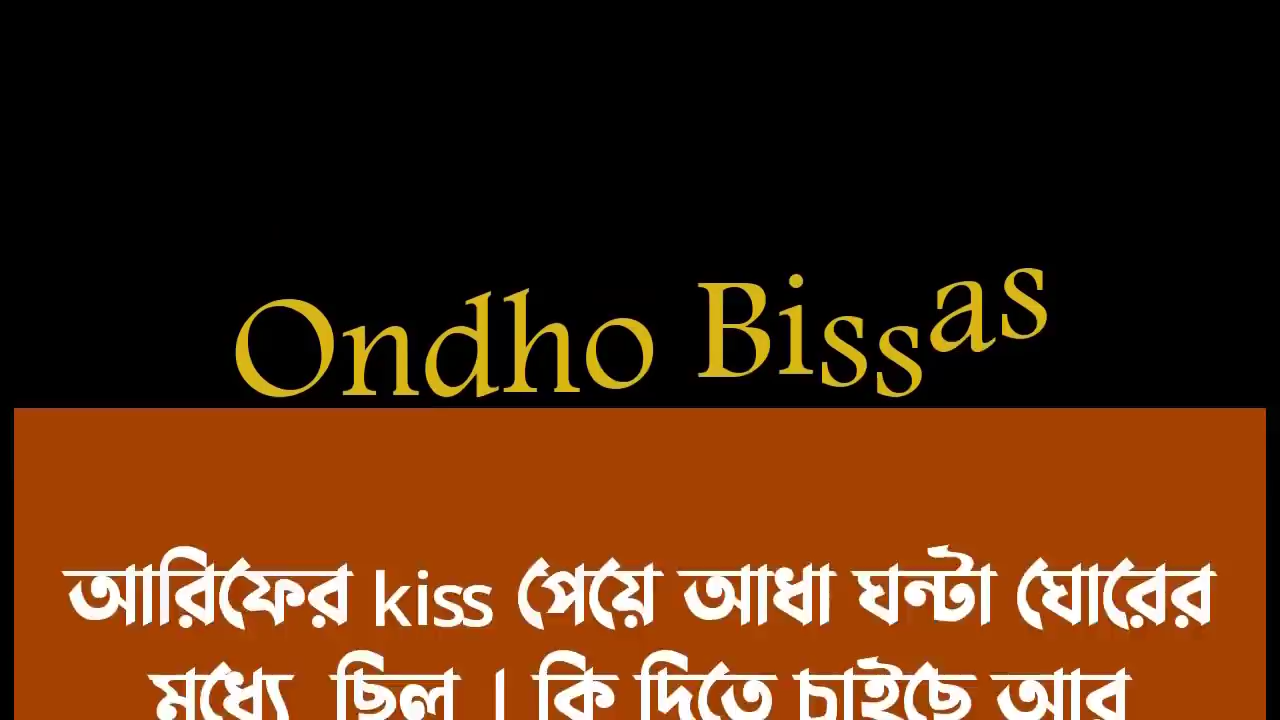 Ondho Bissas
আরিফের kiss পেয়ে আধা ঘন্টা ঘোরের
মধ্যে ছিল । কি দিতে চাইছে আর